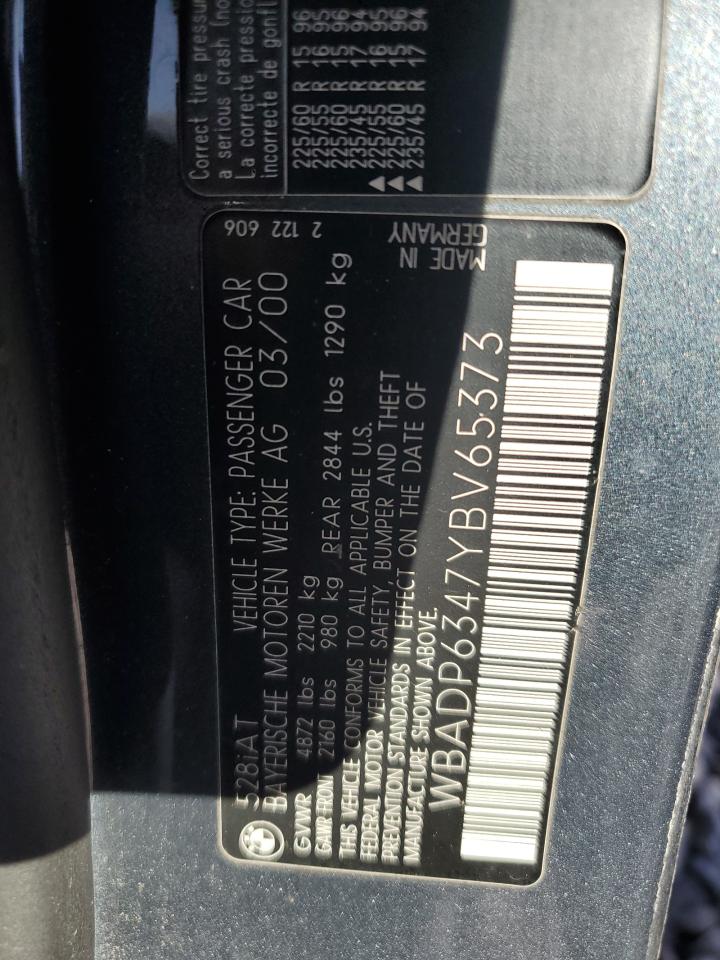 Correct tire pressur
a serious crash (no
La correcte pression
incorrecte de gonfl
225/60 R 15 96
225/55 R 16 95
225/60 R 15 96
235/45 R 17 94
225/55 R 16 95
225/60 R 15 96
235/45 R 17 94
528iAT VEHICLE TYPE: PASSENGER CAR 2 122 606
BAYERISCHE MOTOREN WERKE AG 03/00
GVWR 4872 lbs 2210 kg
GAWR FRONT 2160 lbs 980 kg REAR 2844 lbs 1290 kg
THIS VEHICLE CONFORMS TO ALL APPLICABLE U.S.
FEDERAL MOTOR VEHICLE SAFETY, BUMPER AND THEFT
PREVENTION STANDARDS IN EFFECT ON THE DATE OF
MANUFACTURE SHOWN ABOVE.
MADE IN
GERMANY
WBADP6347YBV65373